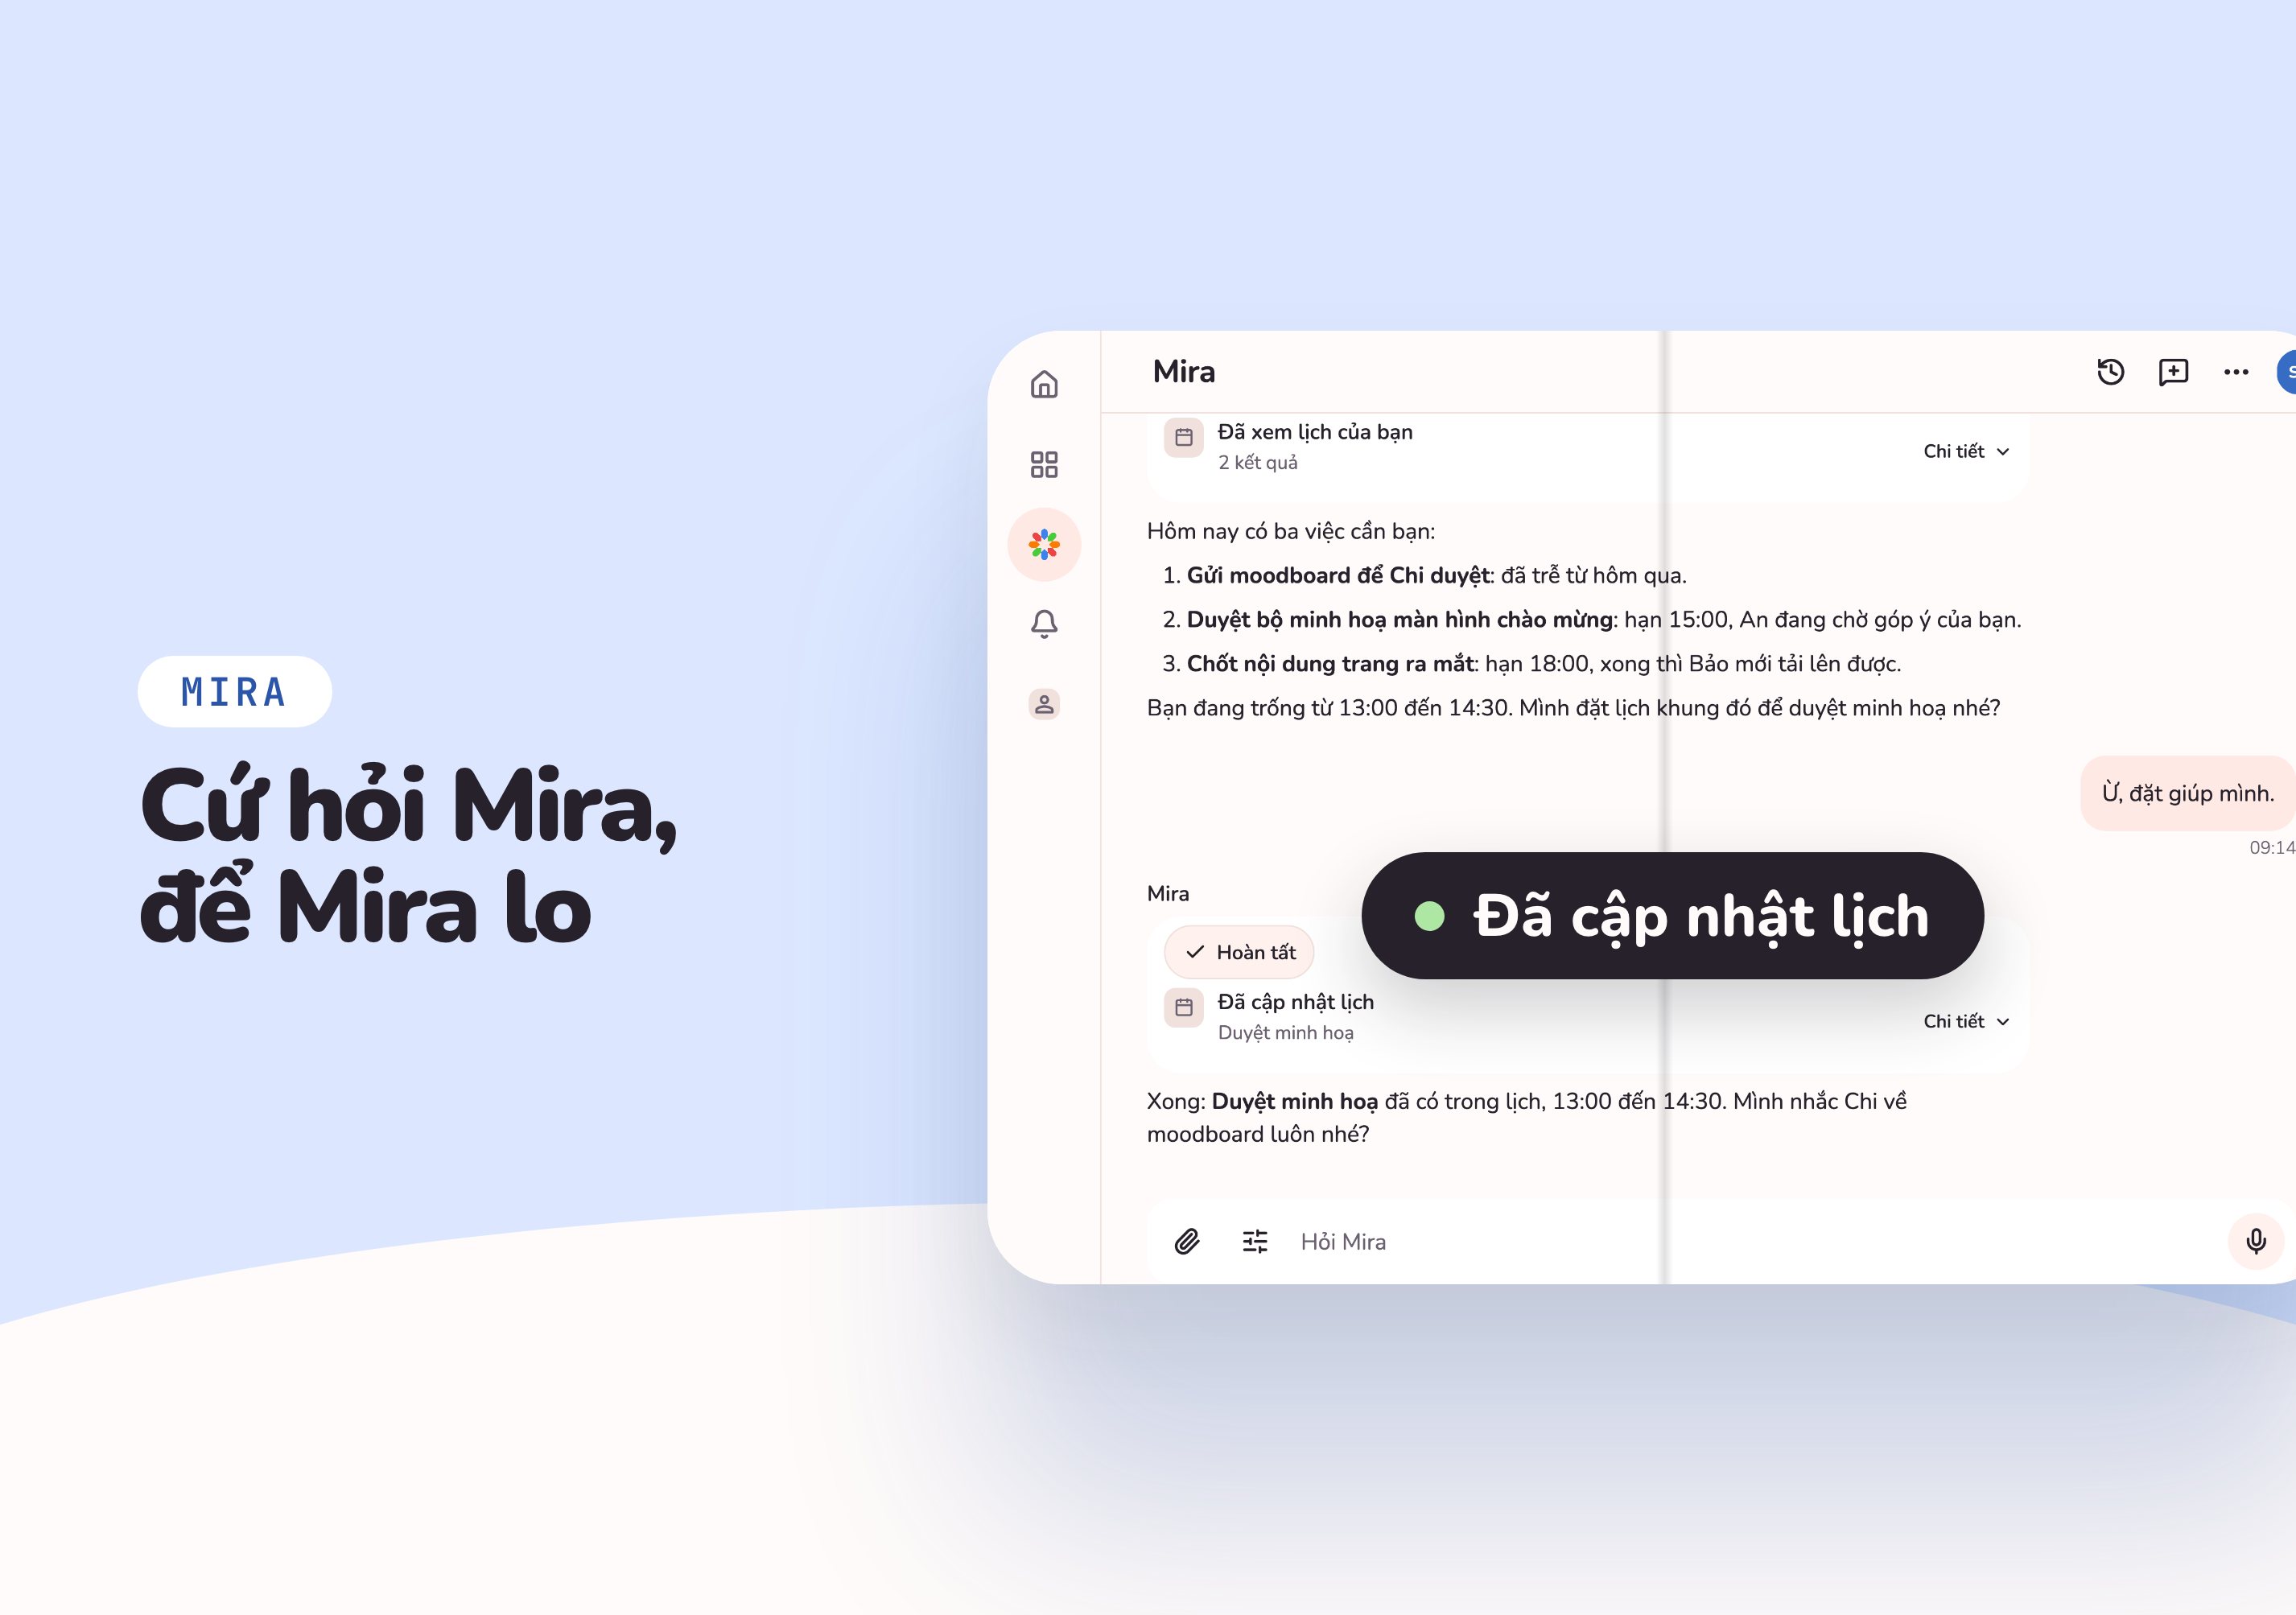 MIRA
Cứ hỏi Mira,
để Mira lo
Mira
Đã xem lịch của bạn
2 kết quả
Chi tiết
Hôm nay có ba việc cần bạn:
1. Gửi moodboard để Chi duyệt: đã trễ từ hôm qua.
2. Duyệt bộ minh hoạ màn hình chào mừng: hạn 15:00, An đang chờ góp ý của bạn.
3. Chốt nội dung trang ra mắt: hạn 18:00, xong thì Bảo mới tải lên được.
Bạn đang trống từ 13:00 đến 14:30. Mình đặt lịch khung đó để duyệt minh hoạ nhé?
Ừ, đặt giúp mình.
09:14
Mira
Đã cập nhật lịch
Hoàn tất
Đã cập nhật lịch
Duyệt minh hoạ
Chi tiết
Xong: Duyệt minh hoạ đã có trong lịch, 13:00 đến 14:30. Mình nhắc Chi về
moodboard luôn nhé?
Hỏi Mira